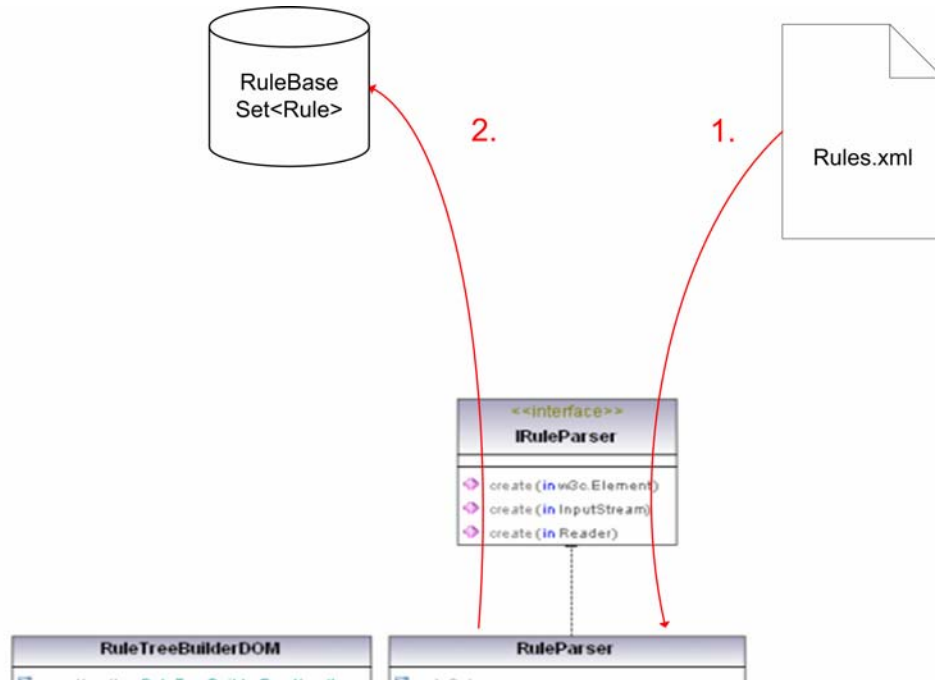 RuleBase
Set<Rule>
2.
1.
Rules.xml
<<interface>>
IRuleParser
create(in w3c.Element)
create(in InputStream)
create(in Reader)
RuleTreeBuilderDOM
RuleParser